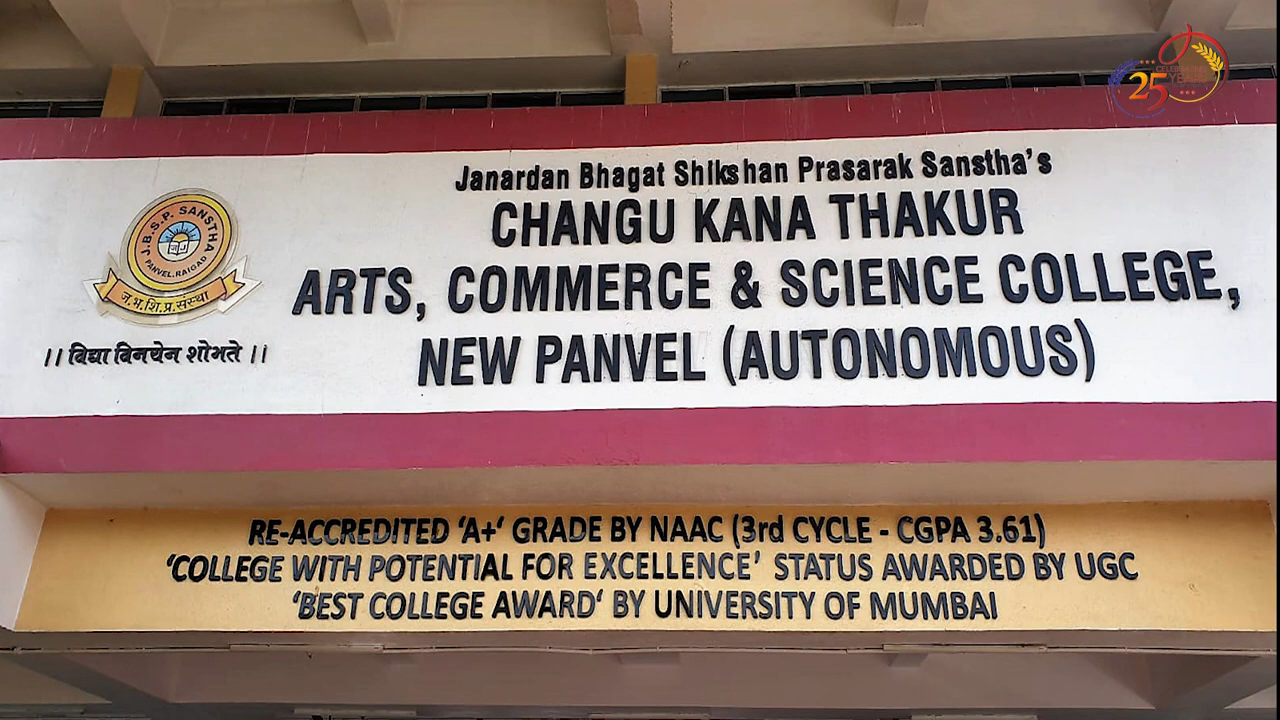 CELEBRATING
25 YEARS
Janardan Bhagat Shikshan Prasarak Sanstha's
CHANGU KANA THAKUR
ARTS, COMMERCE & SCIENCE COLLEGE,
NEW PANVEL (AUTONOMOUS)
J.B.S.P. SANSTHA
PANVEL, RAIGAD
ज.भ.शि.प्र.संस्था
।। विद्या विनयेन शोभते ।।
RE-ACCREDITED ‘A+‘ GRADE BY NAAC (3rd CYCLE - CGPA 3.61)
‘COLLEGE WITH POTENTIAL FOR EXCELLENCE’ STATUS AWARDED BY UGC
‘BEST COLLEGE AWARD‘ BY UNIVERSITY OF MUMBAI